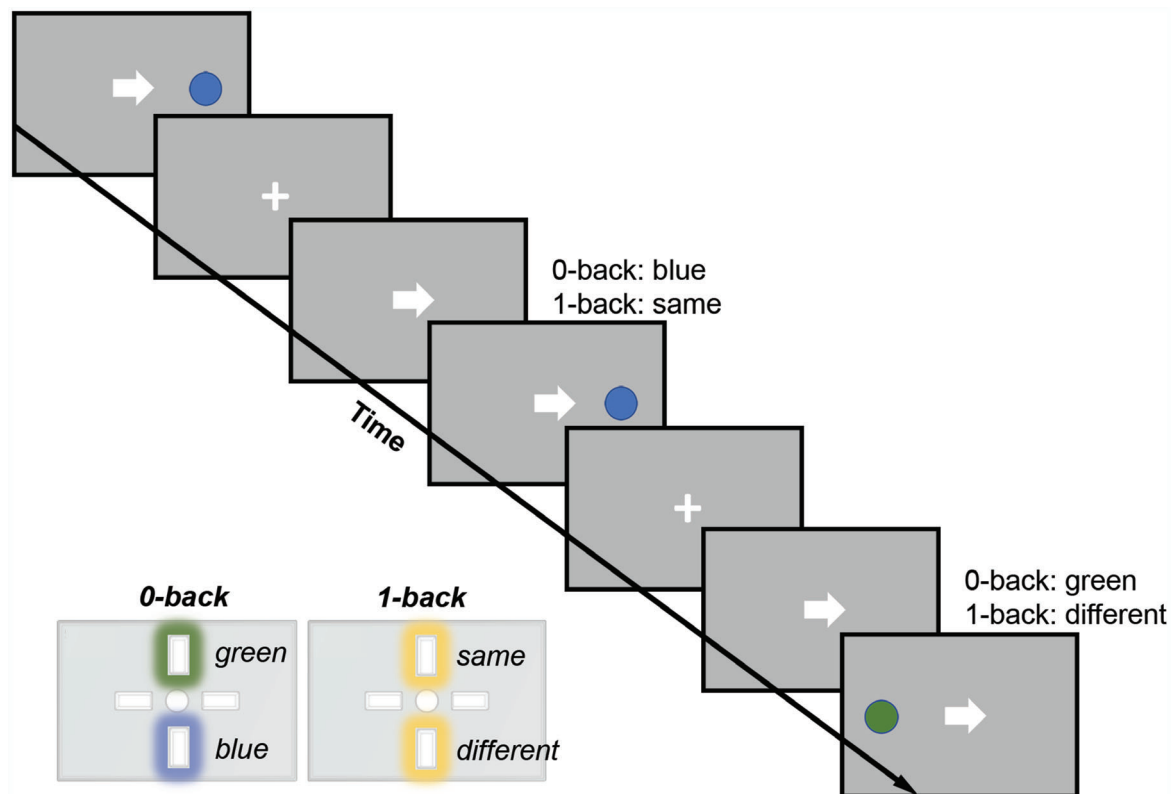 0-back: blue
1-back: same
Time
0-back: green
1-back: different
0-back
green
blue
1-back
same
different